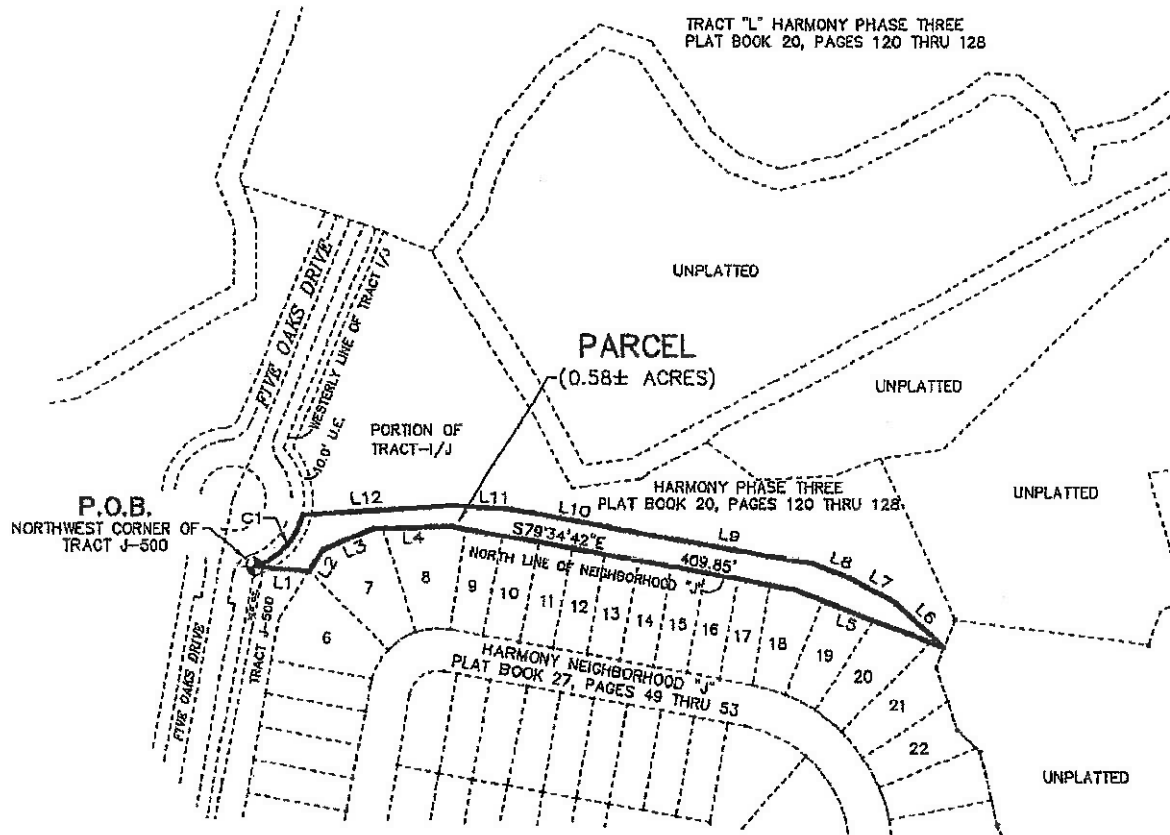 TRACT "L" HARMONY PHASE THREE
PLAT BOOK 20, PAGES 120 THRU 128
UNPLATTED
FIVE OAKS DRIVE
WESTERLY LINE OF TRACT I/J
10.0' U.E.
PARCEL
(0.58± ACRES)
UNPLATTED
PORTION OF
TRACT-I/J
P.O.B.
NORTHWEST CORNER OF
TRACT J-500
C1
L12
L11
L10
HARMONY PHASE THREE
PLAT BOOK 20, PAGES 120 THRU 128
UNPLATTED
L9
L8
L7
L6
L1
L2
L3
L4
S79°34'42"E
409.85'
NORTH LINE OF NEIGHBORHOOD "J"
L5
6
7
8
9
10
11
12
13
14
15
16
17
18
19
20
21
22
FIVE OAKS DRIVE
TRACT J-500
HARMONY NEIGHBORHOOD "J"
PLAT BOOK 27, PAGES 49 THRU 53
UNPLATTED